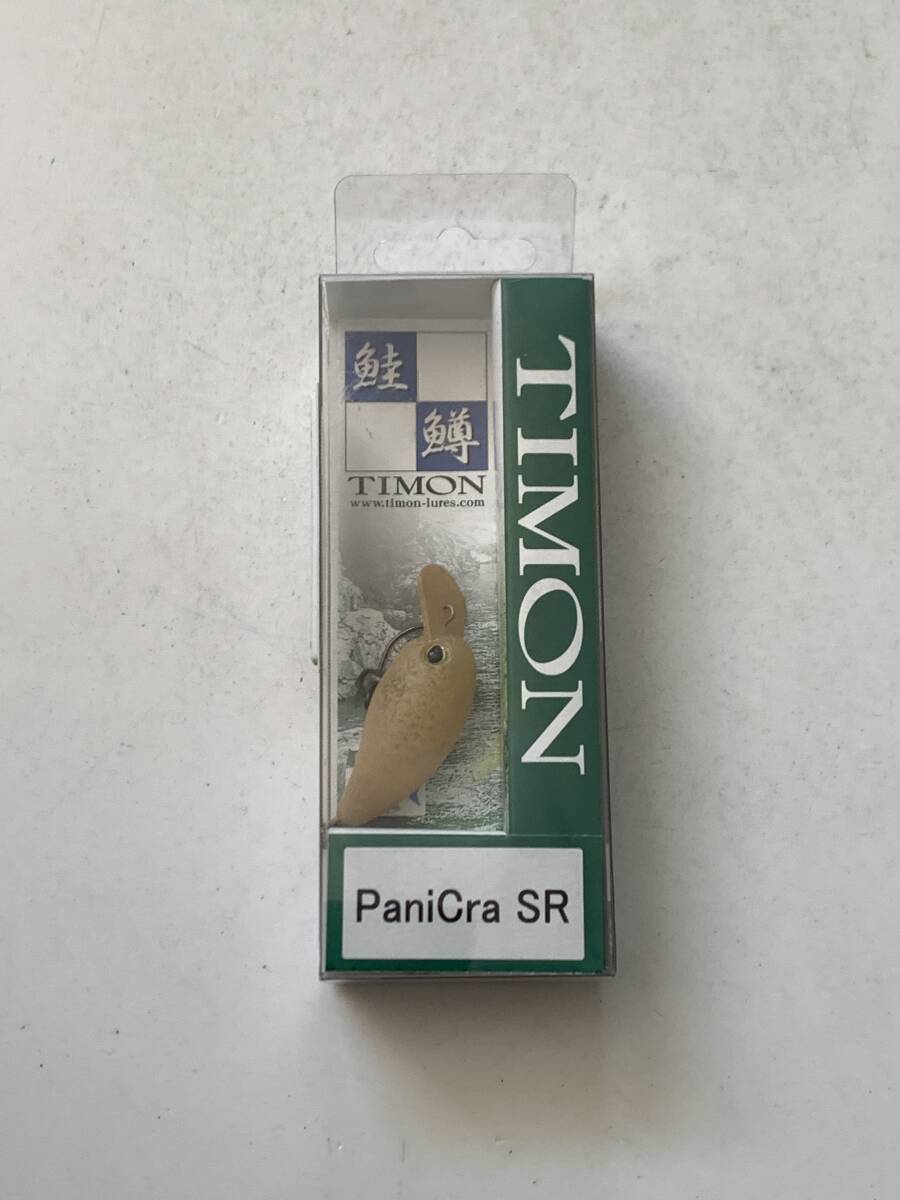 鮭
鱒
TIMON
www.timon-lures.com
TIMON
PaniCra SR